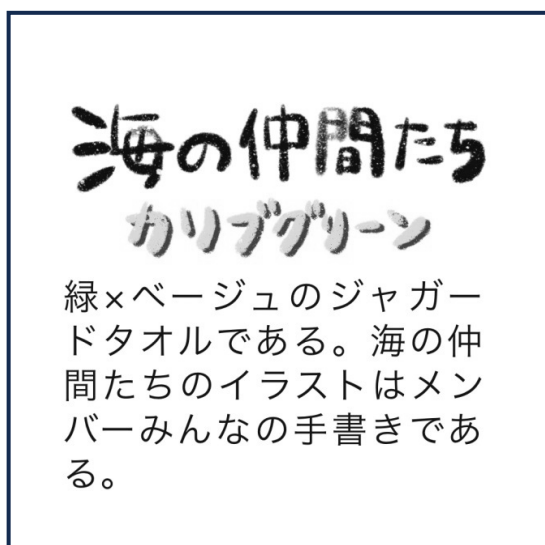 海の仲間たち
カリブグリーン
緑×ベージュのジャガー
ドタオルである。海の仲
間たちのイラストはメン
バーみんなの手書きであ
る。